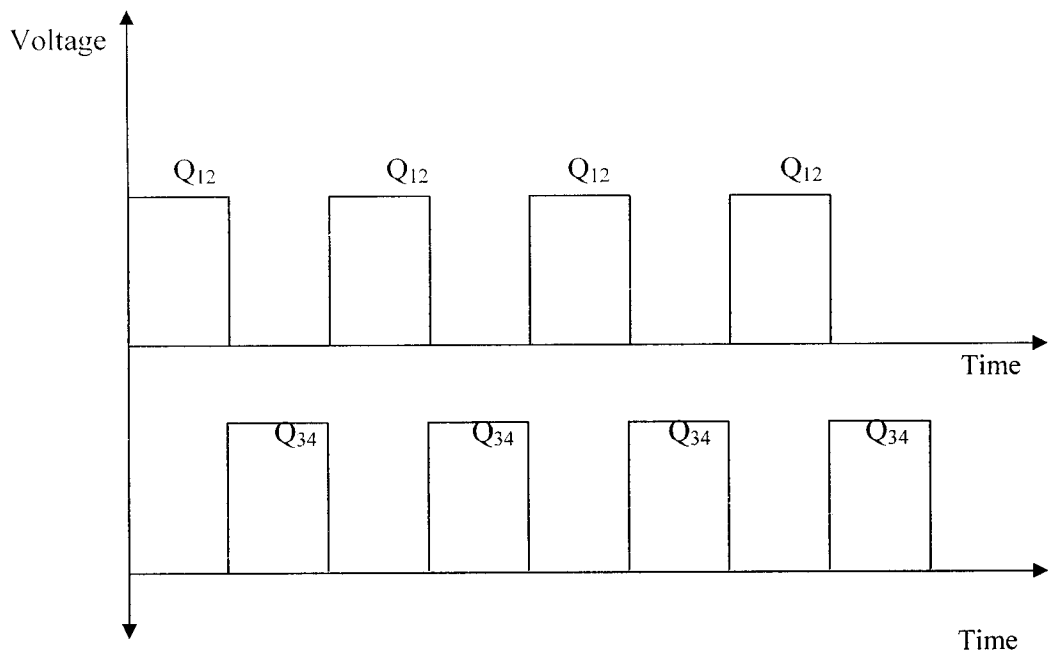 Voltage
Q₁₂ Q₁₂ Q₁₂ Q₁₂
Time
Q₃₄ Q₃₄ Q₃₄ Q₃₄
Time